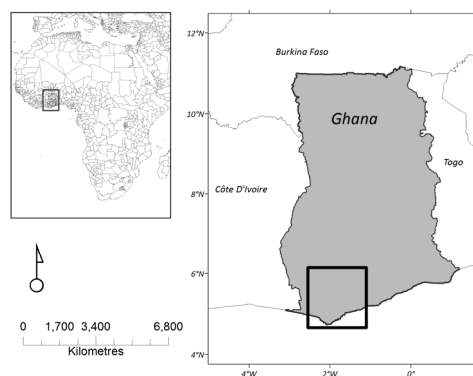 12°N
Burkina Faso
10°N
Ghana
Togo
8°N
Côte D'Ivoire
6°N
4°N
4°W 2°W 0°
0 1,700 3,400 6,800
Kilometres